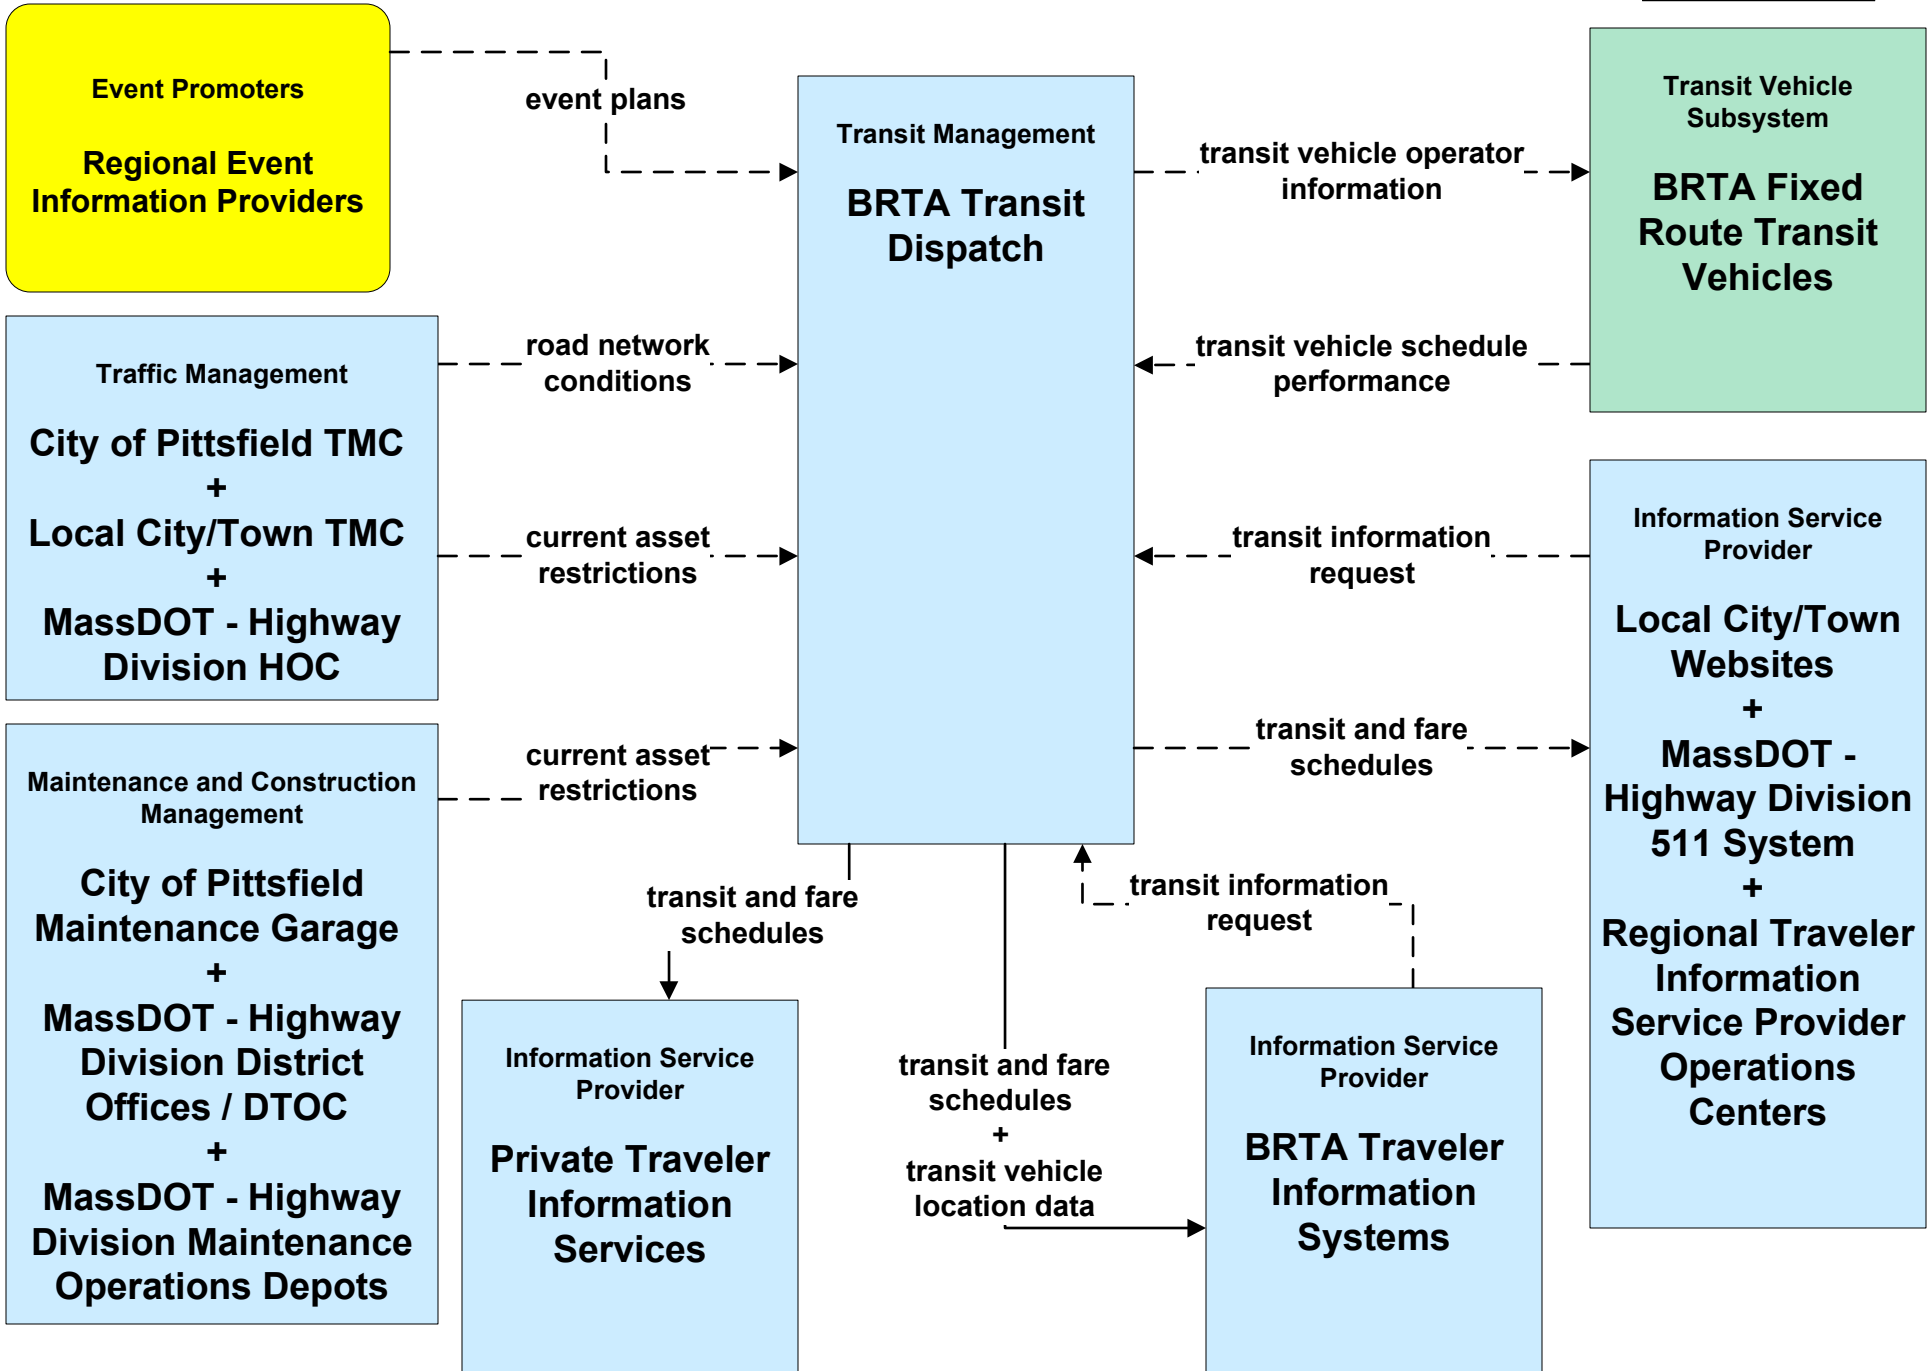 Event Promoters
Regional Event
Information Providers
event plans
Transit Management
BRTA Transit
Dispatch
transit vehicle operator
information
Transit Vehicle
Subsystem
BRTA Fixed
Route Transit
Vehicles
Traffic Management
City of Pittsfield TMC
+
Local City/Town TMC
+
MassDOT - Highway
Division HOC
road network
conditions
current asset
restrictions
transit vehicle schedule
performance
transit information
request
transit and fare
schedules
Information Service
Provider
Local City/Town
Websites
+
MassDOT -
Highway Division
511 System
+
Regional Traveler
Information
Service Provider
Operations
Centers
Maintenance and Construction
Management
City of Pittsfield
Maintenance Garage
+
MassDOT - Highway
Division District
Offices / DTOC
+
MassDOT - Highway
Division Maintenance
Operations Depots
current asset
restrictions
transit and fare
schedules
Information Service
Provider
Private Traveler
Information
Services
transit and fare
schedules
+
transit vehicle
location data
transit information
request
Information Service
Provider
BRTA Traveler
Information
Systems